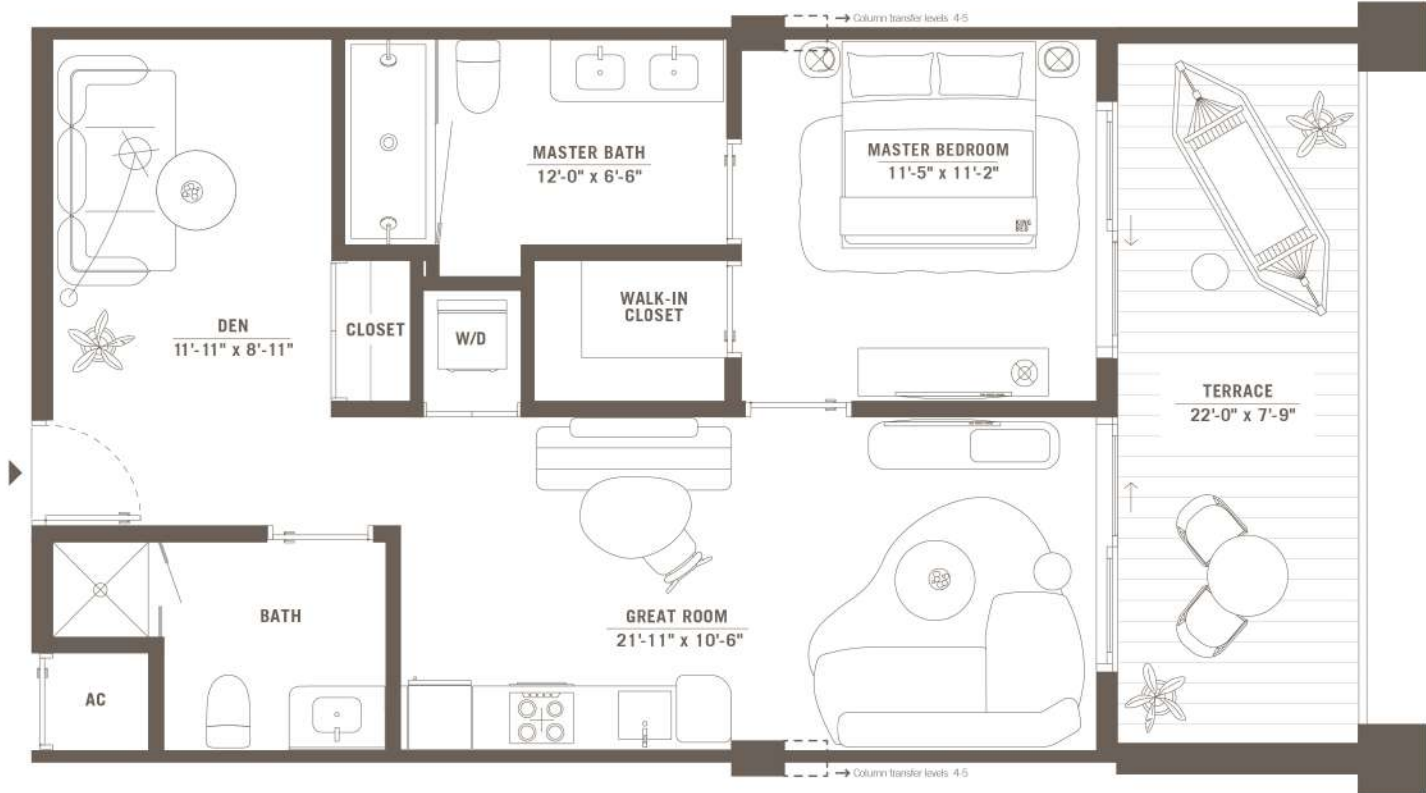 Column transfer levels 4-5
MASTER BATH
12'-0" x 6'-6"
MASTER BEDROOM
11'-5" x 11'-2"
KING
BED
DEN
11'-11" x 8'-11"
CLOSET
W/D
WALK-IN
CLOSET
TERRACE
22'-0" x 7'-9"
BATH
GREAT ROOM
21'-11" x 10'-6"
AC
Column transfer levels 4-5